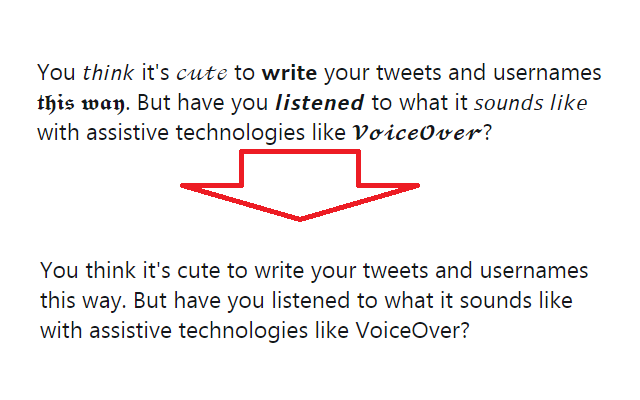 You 𝘵𝘩𝘪𝘯𝘬 it's 𝓬𝓾𝓽𝓮 to 𝘄𝗿𝗶𝘁𝗲 your tweets and usernames
𝖙𝖍𝖎𝖘 𝖜𝖆𝖞. But have you 𝙡𝙞𝙨𝙩𝙚𝙣𝙚𝙙 to what it 𝘴𝘰𝘶𝘯𝘥𝘴 𝘭𝘪𝘬𝘦
with assistive technologies like 𝓥𝓸𝓲𝓬𝓮𝓞𝓿𝓮𝓻?
You think it's cute to write your tweets and usernames
this way. But have you listened to what it sounds like
with assistive technologies like VoiceOver?